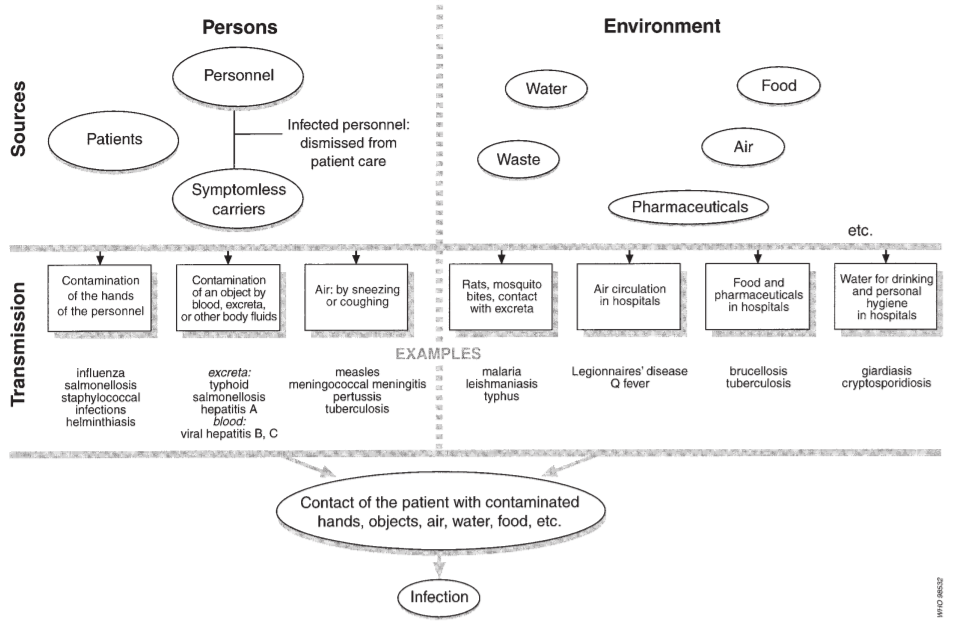 Persons
Environment
Sources
Personnel
Patients
Infected personnel:
dismissed from
patient care
Symptomless
carriers
Water
Food
Waste
Air
Pharmaceuticals
etc.
Transmission
Contamination
of the hands
of the personnel
Contamination
of an object by
blood, excreta,
or other body fluids
Air: by sneezing
or coughing
Rats, mosquito
bites, contact
with excreta
Air circulation
in hospitals
Food and
pharmaceuticals
in hospitals
Water for drinking
and personal
hygiene
in hospitals
EXAMPLES
influenza
salmonellosis
staphylococcal
infections
helminthiasis
excreta:
typhoid
salmonellosis
hepatitis A
blood:
viral hepatitis B, C
measles
meningococcal meningitis
pertussis
tuberculosis
malaria
leishmaniasis
typhus
Legionnaires' disease
Q fever
brucellosis
tuberculosis
giardiasis
cryptosporidiosis
Contact of the patient with contaminated
hands, objects, air, water, food, etc.
Infection
WHO 98532